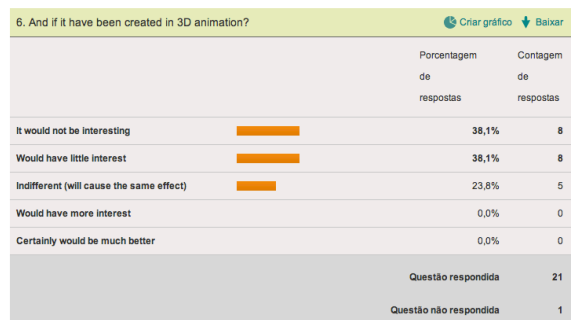 6. And if it have been created in 3D animation? Criar gráfico Baixar
Porcentagem de respostas Contagem de respostas
It would not be interesting 38,1% 8
Would have little interest 38,1% 8
Indifferent (will cause the same effect) 23,8% 5
Would have more interest 0,0% 0
Certainly would be much better 0,0% 0
Questão respondida 21
Questão não respondida 1